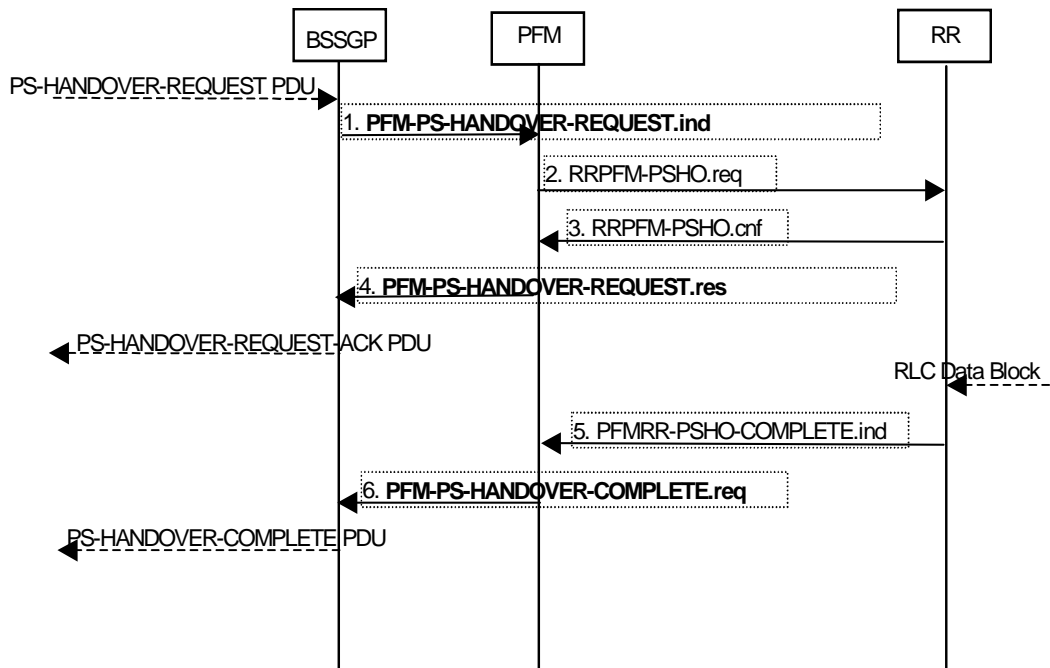 BSSGP
PFM
RR
PS-HANDOVER-REQUEST PDU
1. PFM-PS-HANDOVER-REQUEST.ind
2. RRPFM-PSHO.req
3. RRPFM-PSHO.cnf
4. PFM-PS-HANDOVER-REQUEST.res
PS-HANDOVER-REQUEST-ACK PDU
RLC Data Block
5. PFMRR-PSHO-COMPLETE.ind
6. PFM-PS-HANDOVER-COMPLETE.req
PS-HANDOVER-COMPLETE PDU